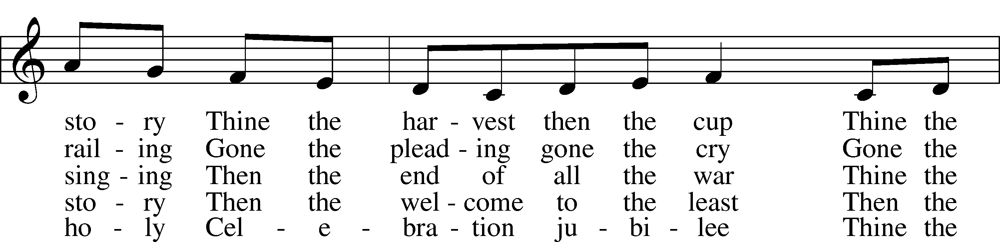 sto - ry Thine the har - vest then the cup Thine the
rail - ing Gone the plead - ing gone the cry Gone the
sing - ing Then the end of all the war Thine the
sto - ry Then the wel - come to the least Then the
ho - ly Cel - e - bra - tion ju - bi - lee Thine the